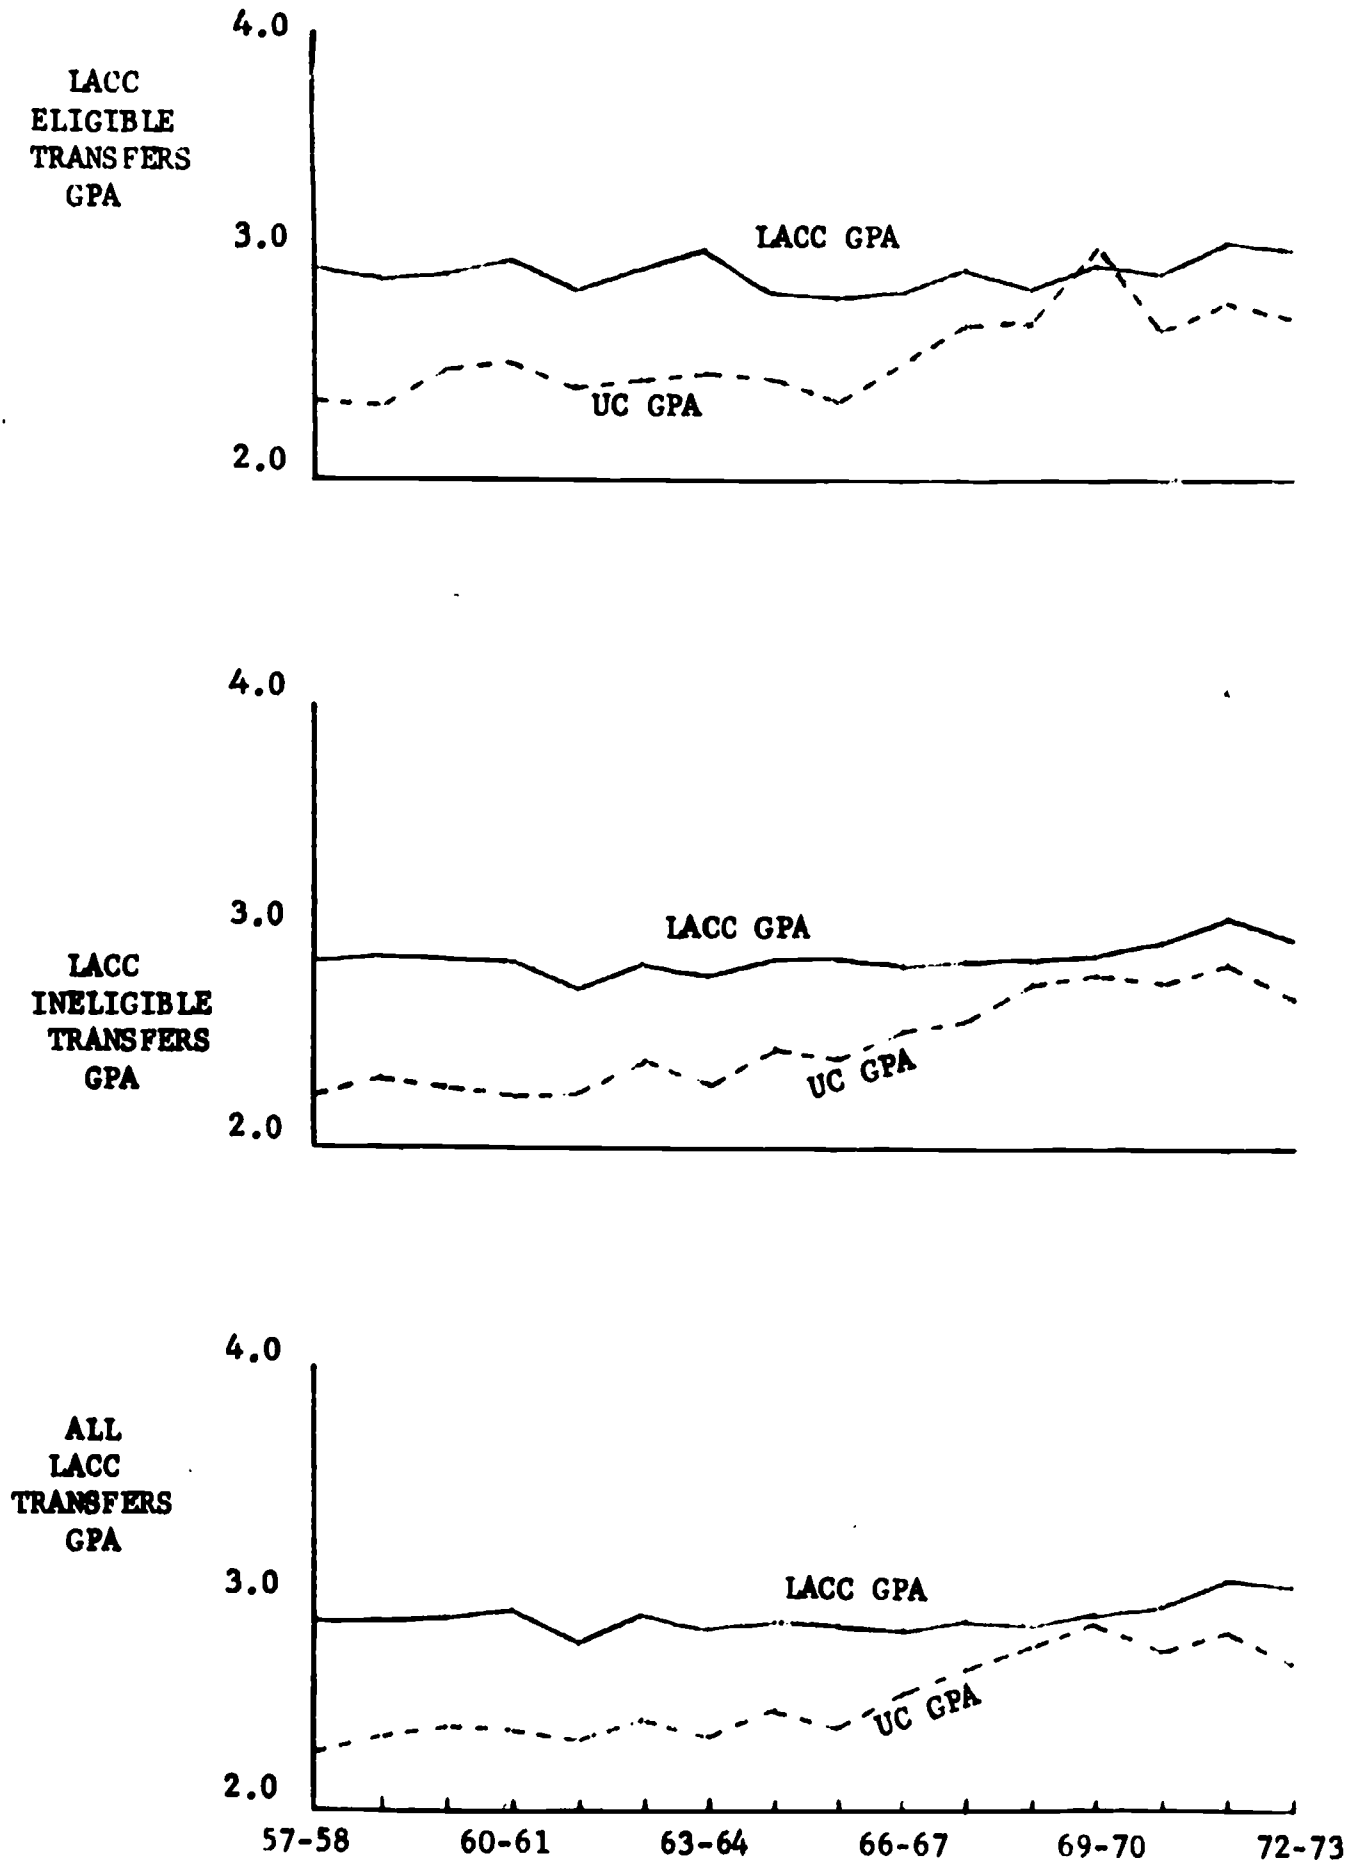 4.0
LACC
ELIGIBLE
TRANSFERS
GPA
3.0
LACC GPA
UC GPA
2.0
4.0
3.0
LACC GPA
LACC
INELIGIBLE
TRANSFERS
GPA
UC GPA
2.0
4.0
ALL
LACC
TRANSFERS
GPA
3.0
LACC GPA
UC GPA
2.0
57-58 60-61 63-64 66-67 69-70 72-73